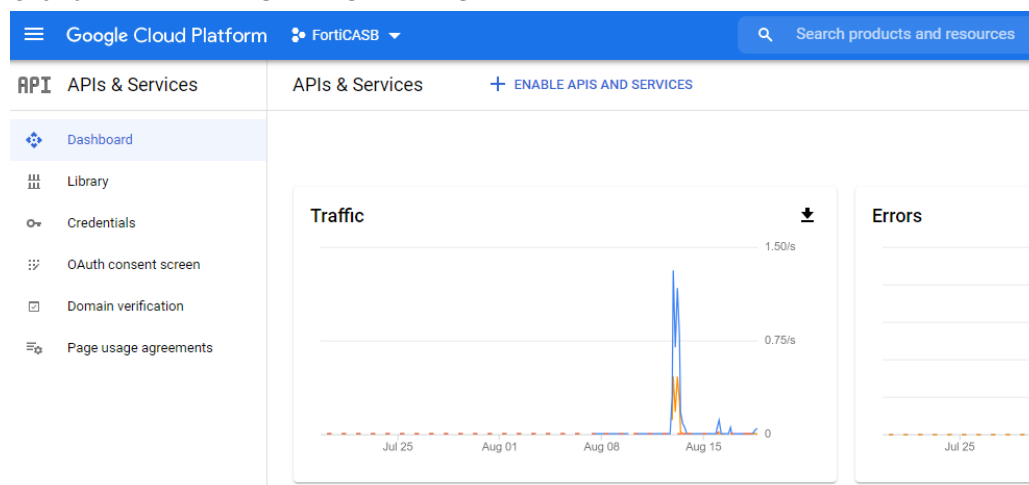 Google Cloud Platform
FortiCASB
Search products and resources
API
APIs & Services
APIs & Services
+ ENABLE APIS AND SERVICES
Dashboard
Library
Credentials
OAuth consent screen
Domain verification
Page usage agreements
Traffic
1.50/s
0.75/s
0
Jul 25
Aug 01
Aug 08
Aug 15
Errors
Jul 25